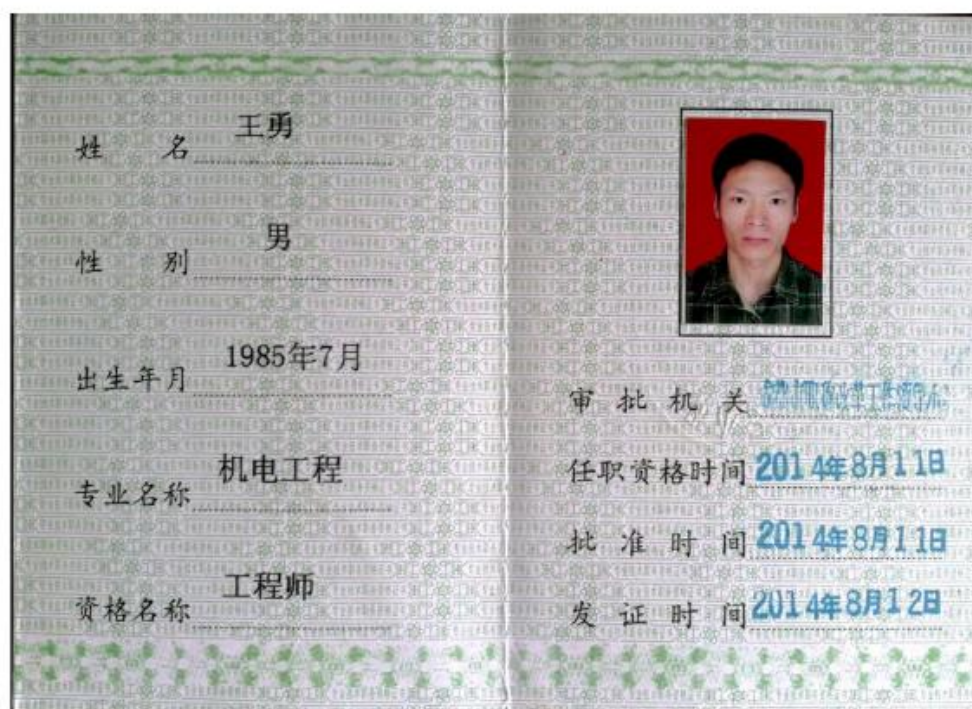 姓 名 王勇
性 别 男
出生年月 1985年7月
专业名称 机电工程
资格名称 工程师
审 批 机 关
任职资格时间 2014年8月11日
批 准 时 间 2014年8月11日
发 证 时 间 2014年8月12日